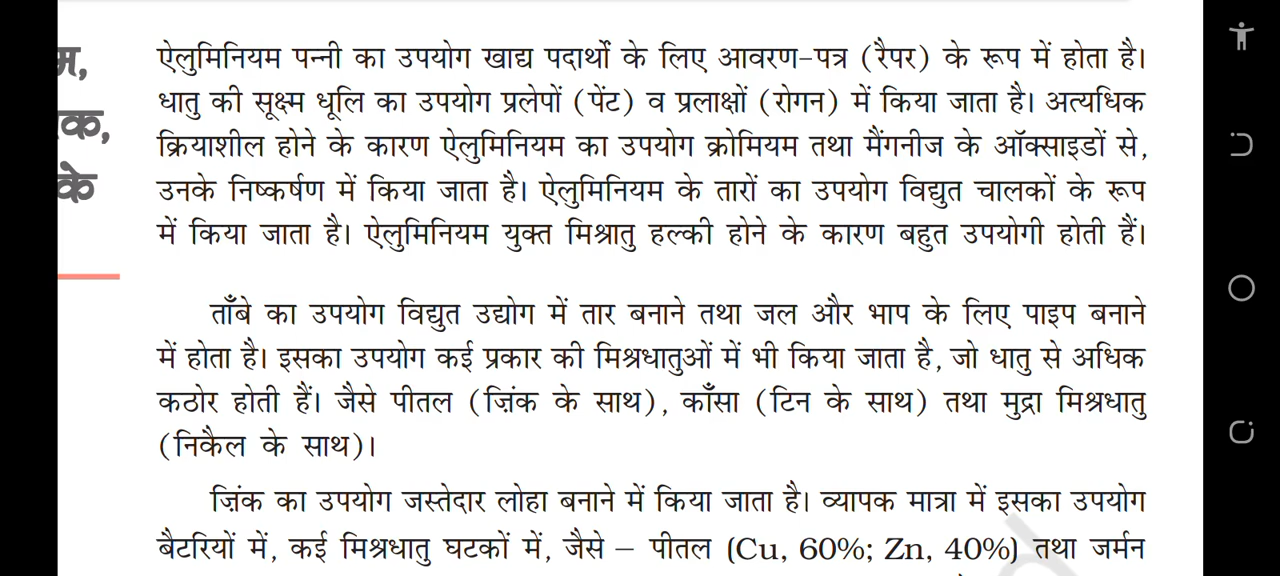 म,
ऐलुमिनियम पन्नी का उपयोग खाद्य पदार्थों के लिए आवरण-पत्र (रैपर) के रूप में होता है।
धातु की सूक्ष्म धूलि का उपयोग प्रलेपों (पेंट) व प्रलाक्षों (रोगन) में किया जाता है। अत्यधिक
क,
क्रियाशील होने के कारण ऐलुमिनियम का उपयोग क्रोमियम तथा मैंगनीज के ऑक्साइडों से,
के
उनके निष्कर्षण में किया जाता है। ऐलुमिनियम के तारों का उपयोग विद्युत चालकों के रूप
में किया जाता है। ऐलुमिनियम युक्त मिश्रातु हल्की होने के कारण बहुत उपयोगी होती हैं।
ताँबे का उपयोग विद्युत उद्योग में तार बनाने तथा जल और भाप के लिए पाइप बनाने
में होता है। इसका उपयोग कई प्रकार की मिश्रधातुओं में भी किया जाता है, जो धातु से अधिक
कठोर होती हैं। जैसे पीतल (ज़िंक के साथ), काँसा (टिन के साथ) तथा मुद्रा मिश्रधातु
(निकैल के साथ)।
ज़िंक का उपयोग जस्तेदार लोहा बनाने में किया जाता है। व्यापक मात्रा में इसका उपयोग
बैटरियों में, कई मिश्रधातु घटकों में, जैसे – पीतल (Cu, 60%; Zn, 40%) तथा जर्मन